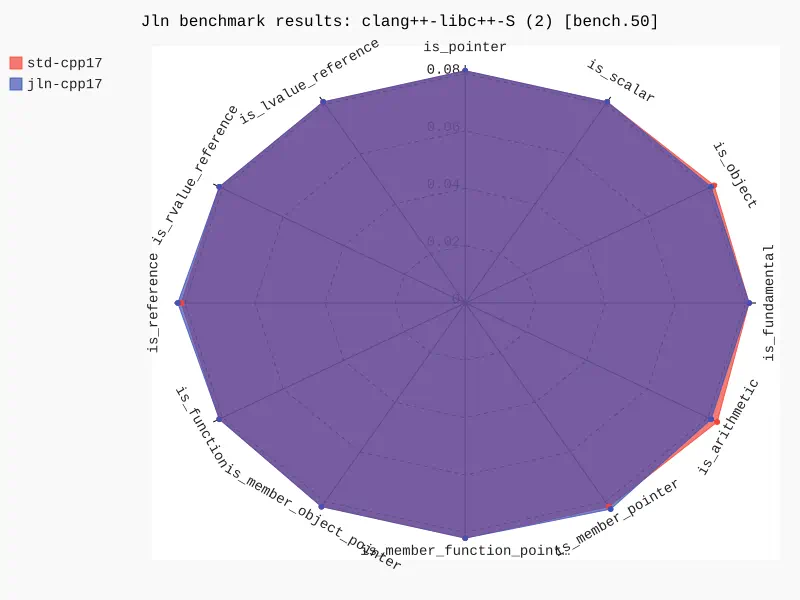 Jln benchmark results: clang++-libc++-S (2) [bench.50]
std-cpp17
jln-cpp17
is_pointer
is_scalar
is_object
is_fundamental
is_arithmetic
is_member_pointer
is_member_function_point…
is_member_object_pointer
is_function
is_reference
is_rvalue_reference
is_lvalue_reference
0.08
0.06
0.04
0.02
0